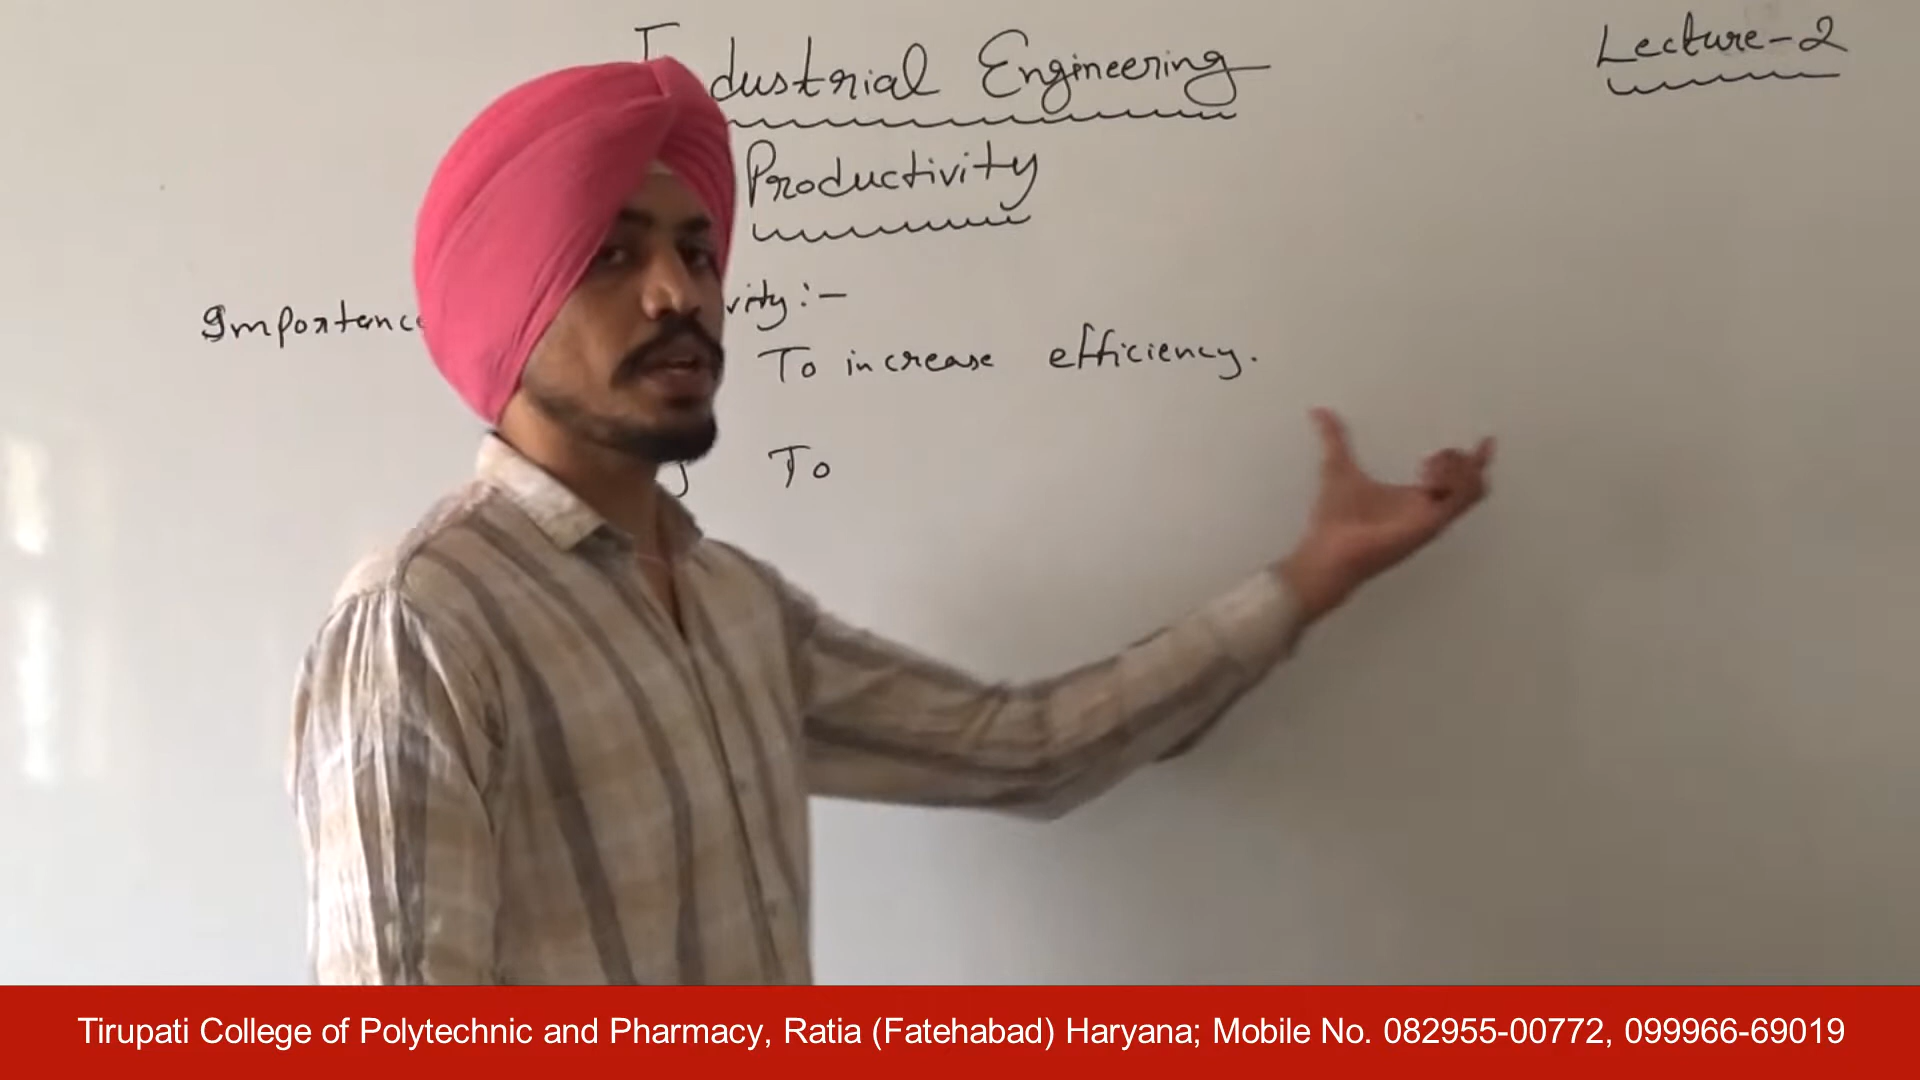 Industrial Engineering
Lecture-2
Productivity
Importance vity:-
To increase efficiency.
To
Tirupati College of Polytechnic and Pharmacy, Ratia (Fatehabad) Haryana; Mobile No. 082955-00772, 099966-69019